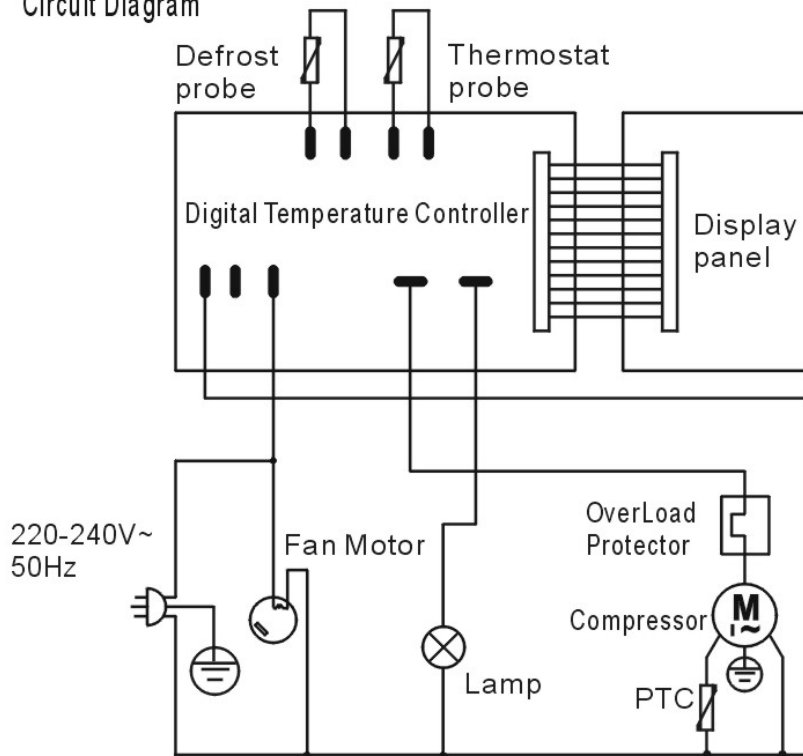 Circuit Diagram
Defrost
probe
Thermostat
probe
Digital Temperature Controller
Display
panel
220-240V~
50Hz
Fan Motor
OverLoad
Protector
Compressor
M
1~
Lamp
PTC